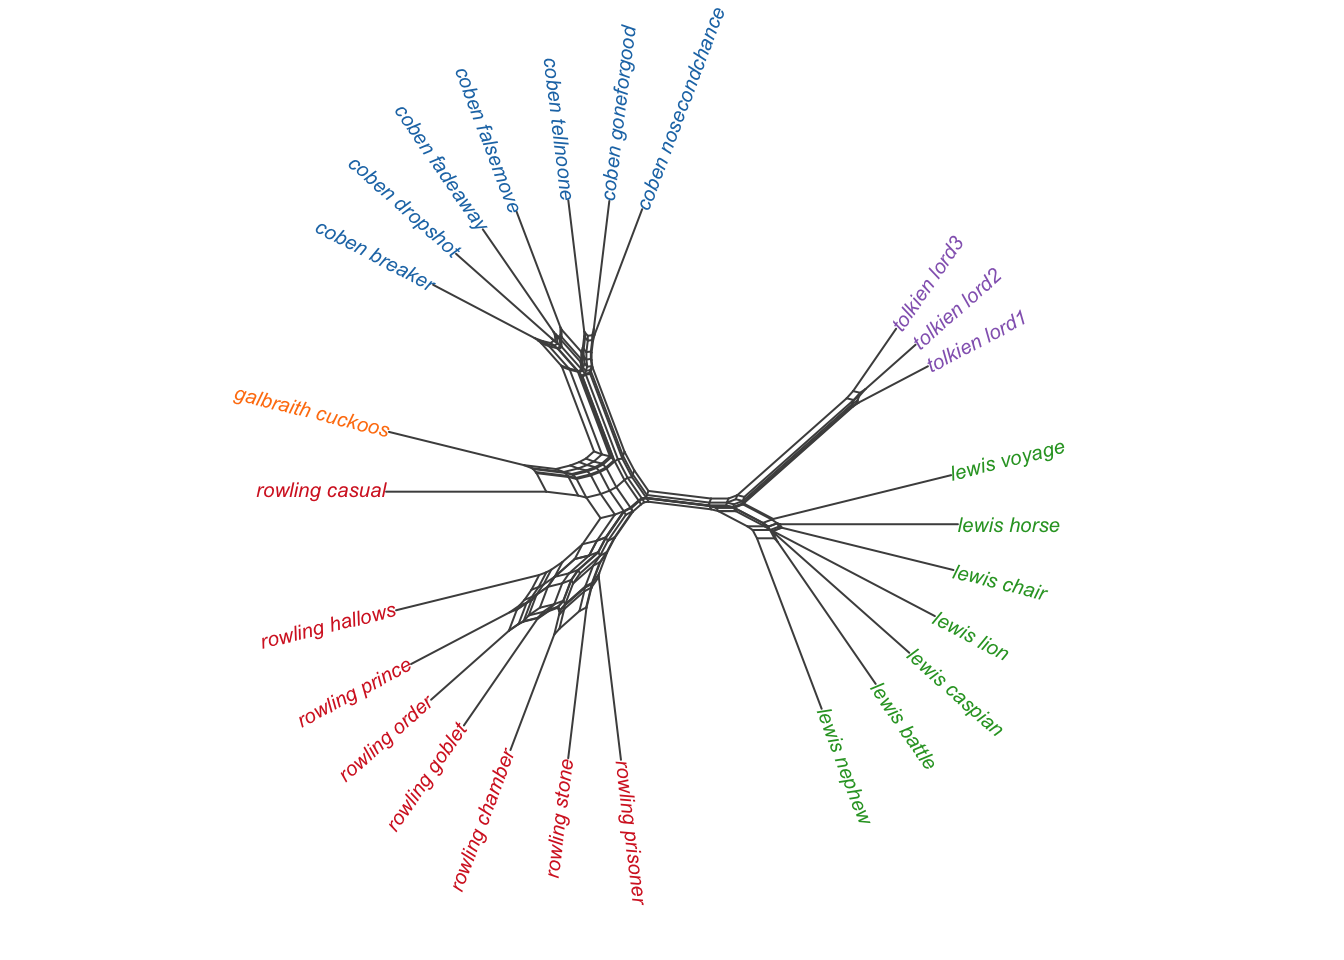 coben nosecondchance
coben goneforgood
coben tellnoone
coben falsemove
coben fadeaway
coben dropshot
coben breaker
tolkien lord3
tolkien lord2
tolkien lord1
galbraith cuckoos
rowling casual
lewis voyage
lewis horse
lewis chair
lewis lion
lewis caspian
lewis battle
lewis nephew
rowling hallows
rowling prince
rowling order
rowling goblet
rowling chamber
rowling stone
rowling prisoner